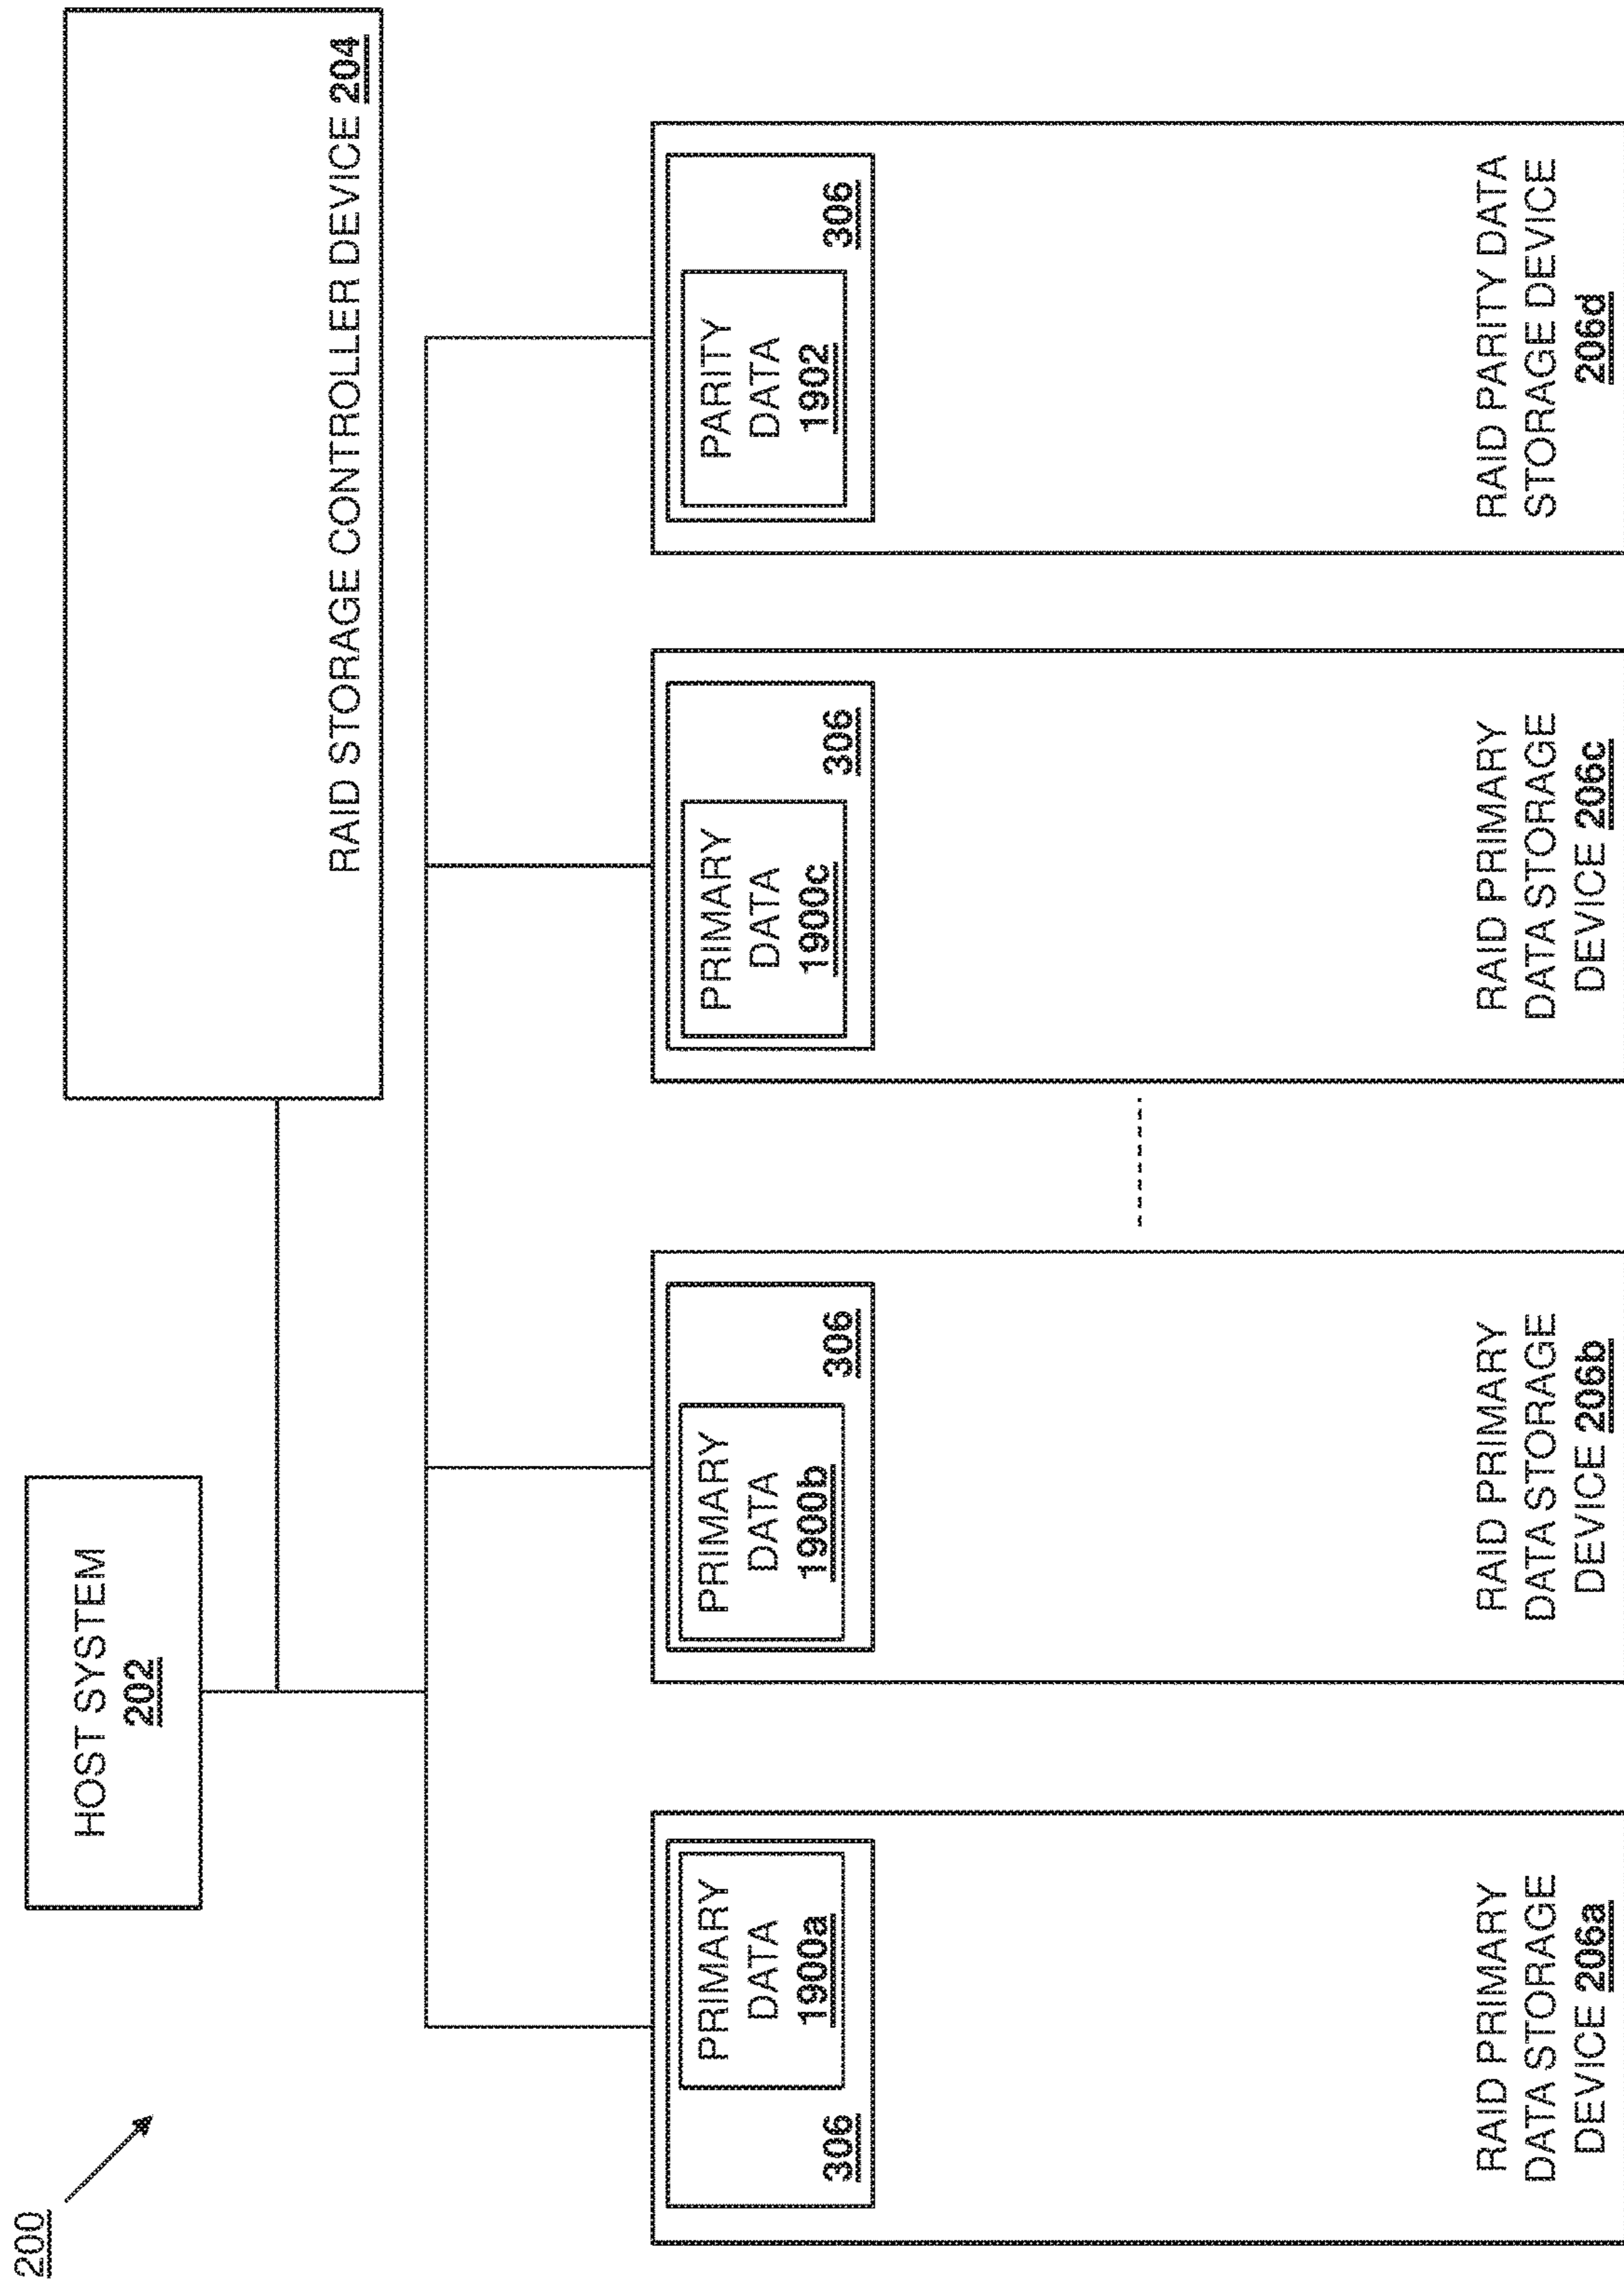 200
HOST SYSTEM
202
RAID STORAGE CONTROLLER DEVICE 204
306
PRIMARY
DATA
1900a
RAID PRIMARY
DATA STORAGE
DEVICE 206a
PRIMARY
DATA
1900b
306
RAID PRIMARY
DATA STORAGE
DEVICE 206b
PRIMARY
DATA
1900c
306
RAID PRIMARY
DATA STORAGE
DEVICE 206c
PARITY
DATA
1902
306
RAID PARITY DATA
STORAGE DEVICE
206d